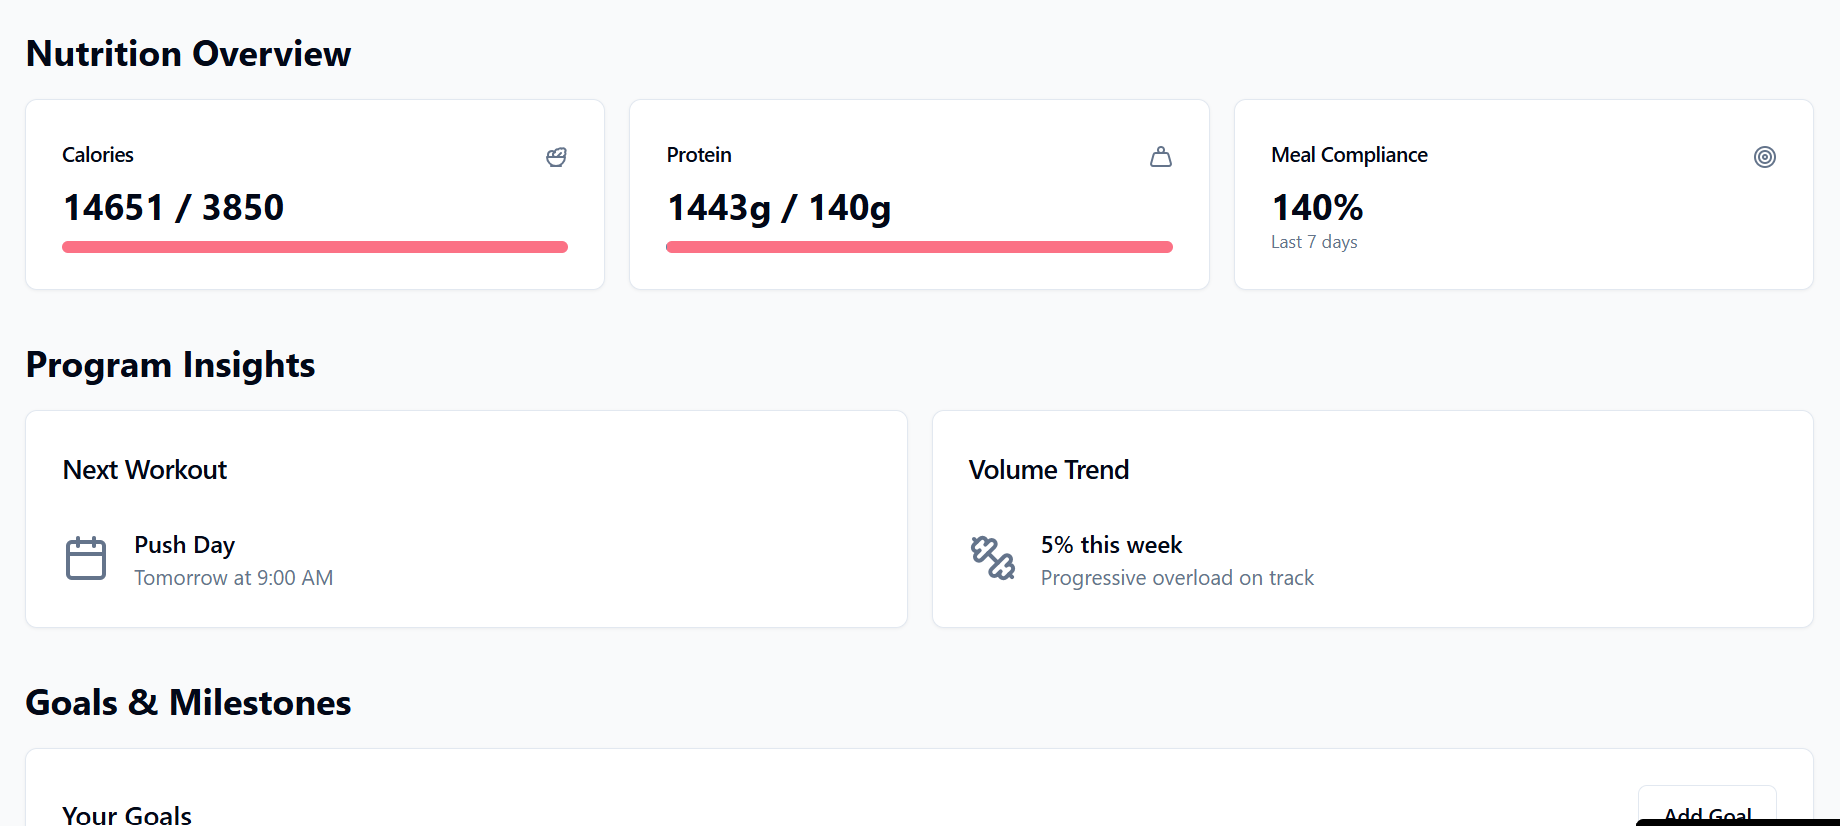 Nutrition Overview
Calories
14651 / 3850
Protein
1443g / 140g
Meal Compliance
140%
Last 7 days
Program Insights
Next Workout
Push Day
Tomorrow at 9:00 AM
Volume Trend
5% this week
Progressive overload on track
Goals & Milestones
Your Goals
Add Goal